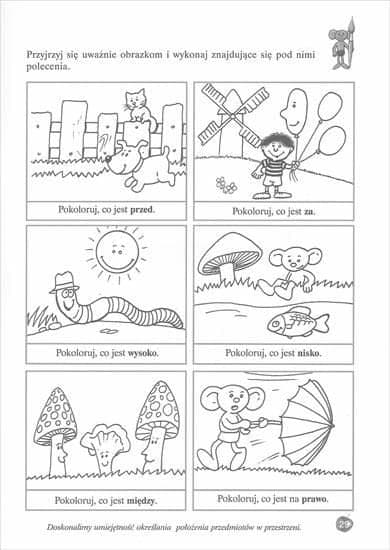 Przyjrzyj się uważnie obrazkom i wykonaj znajdujące się pod nimi
polecenia.
Pokoloruj, co jest przed.
Pokoloruj, co jest za.
Pokoloruj, co jest wysoko.
Pokoloruj, co jest nisko.
Pokoloruj, co jest między.
Pokoloruj, co jest na prawo.
Doskonalimy umiejętność określania położenia przedmiotów w przestrzeni.
29